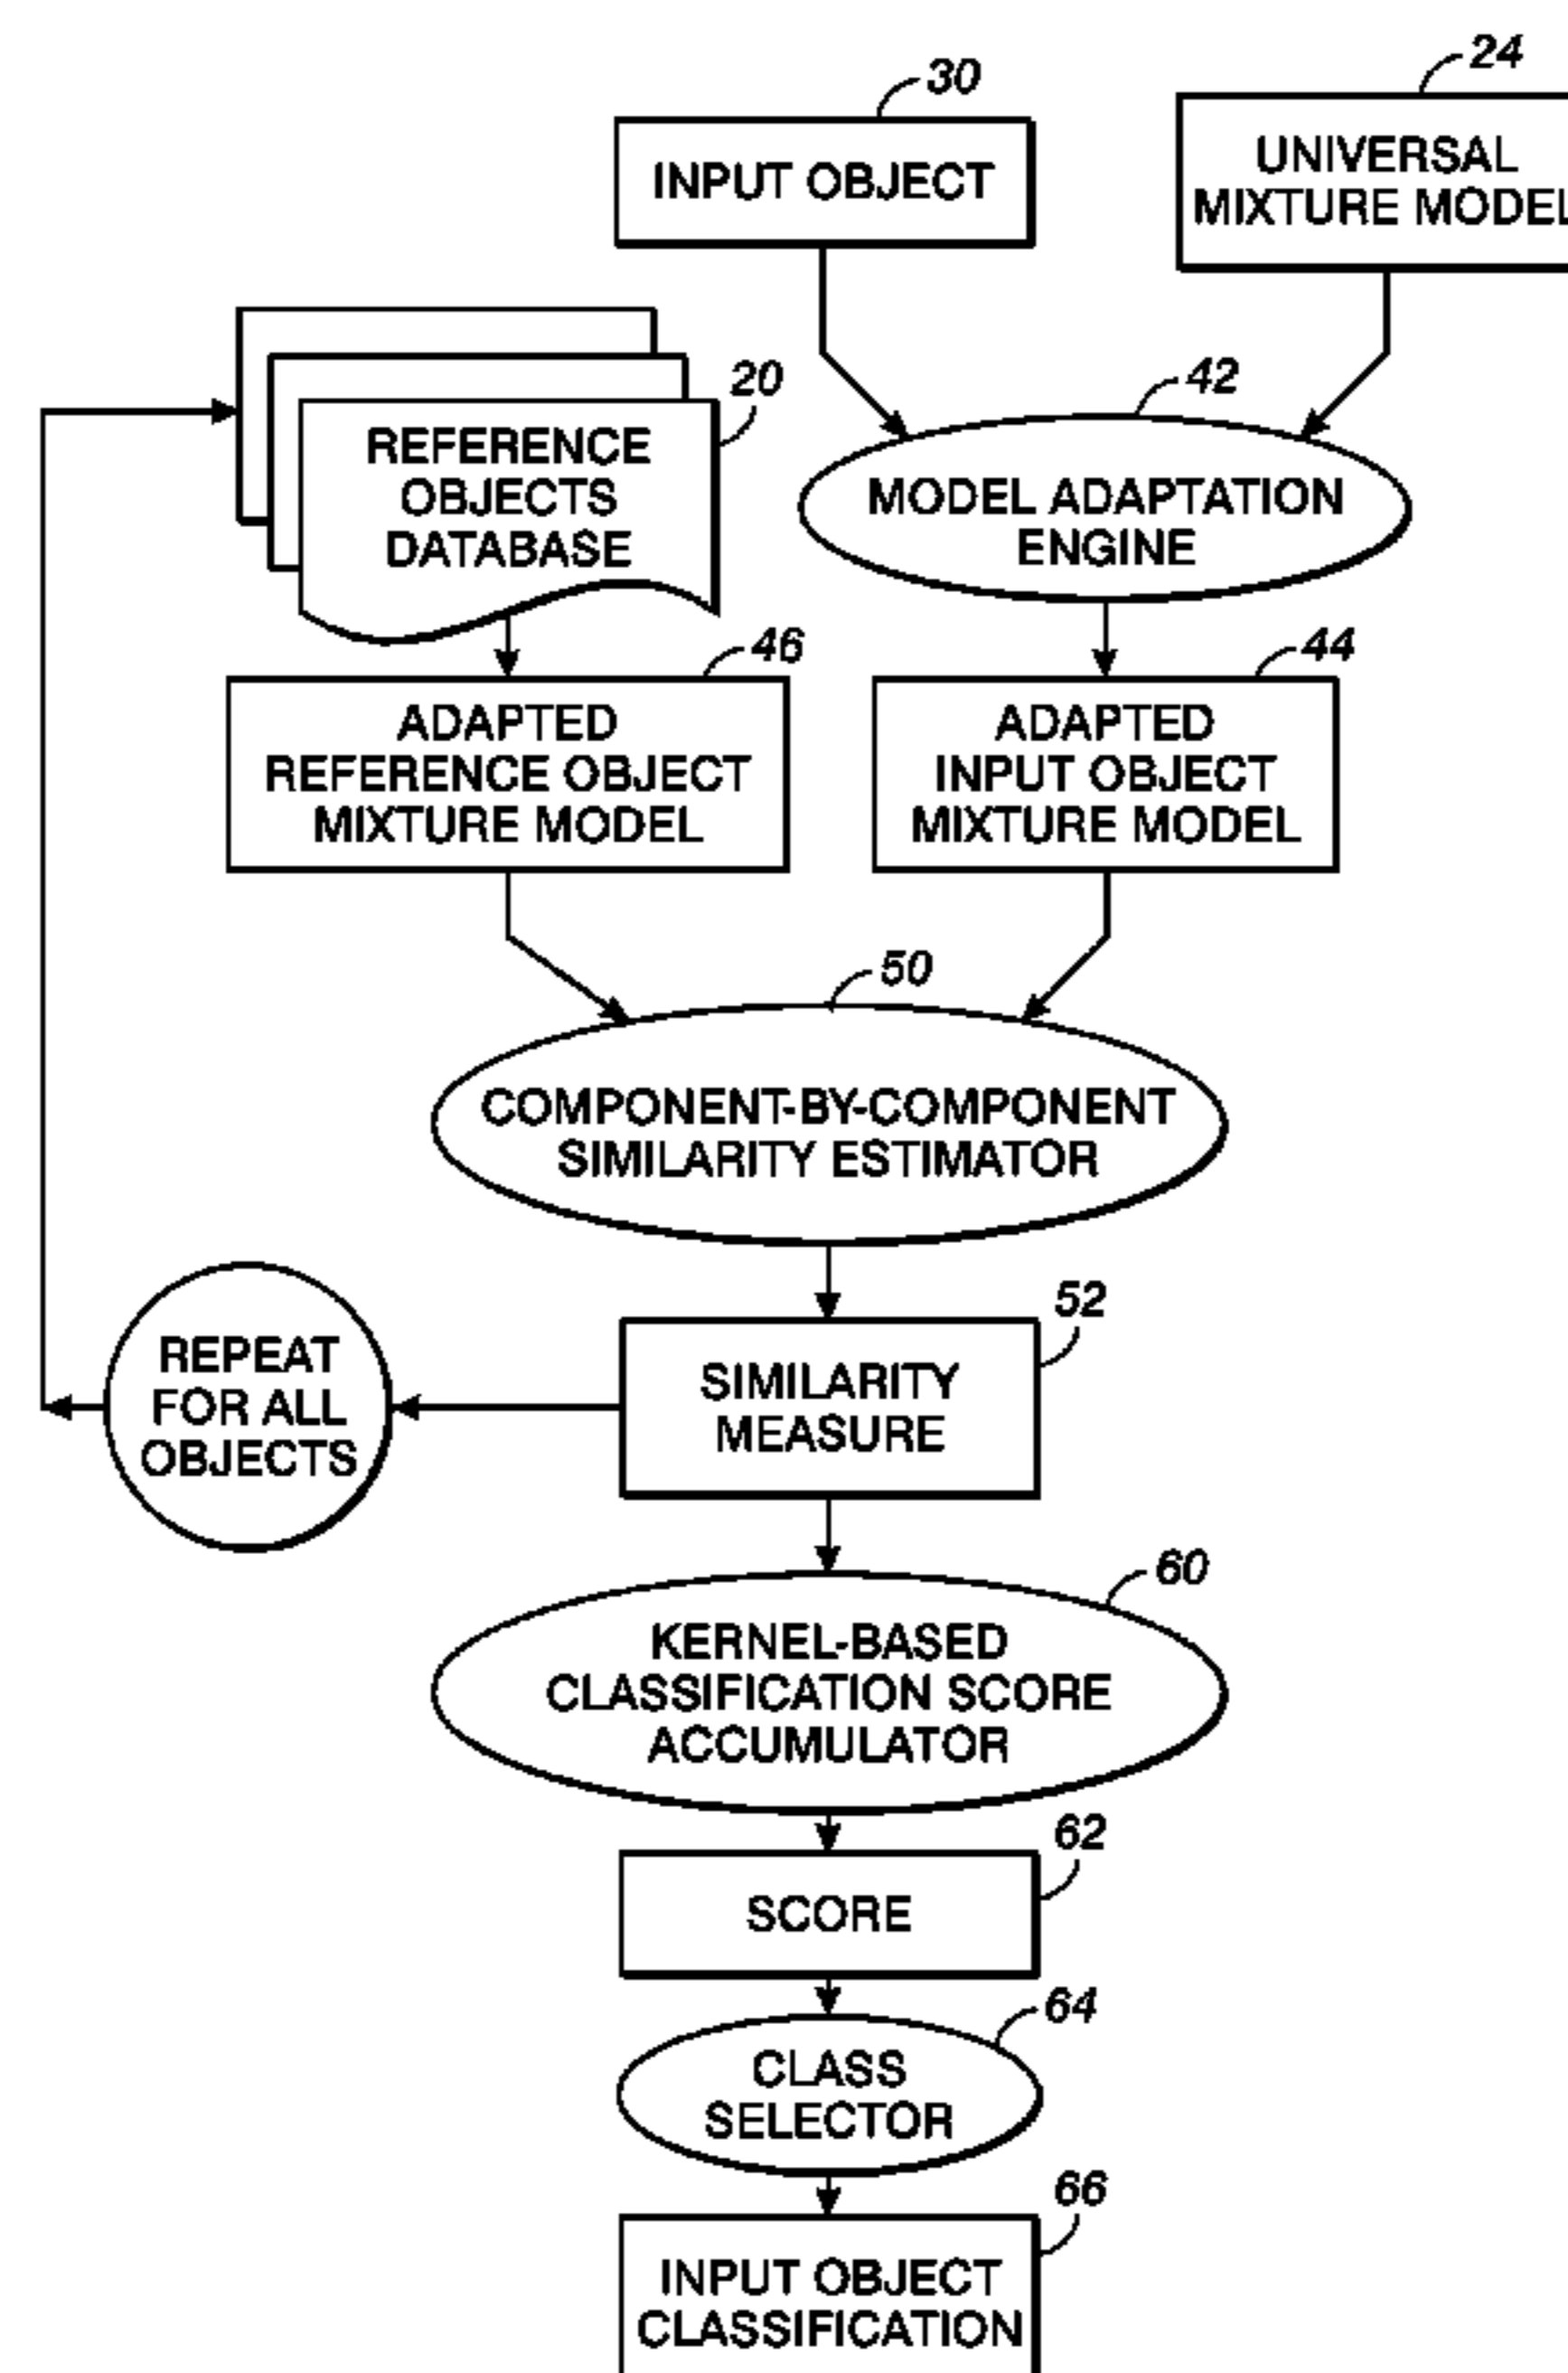 30
INPUT OBJECT
24
UNIVERSAL
MIXTURE MODEL
20
REFERENCE
OBJECTS
DATABASE
42
MODEL ADAPTATION
ENGINE
46
ADAPTED
REFERENCE OBJECT
MIXTURE MODEL
44
ADAPTED
INPUT OBJECT
MIXTURE MODEL
50
COMPONENT-BY-COMPONENT
SIMILARITY ESTIMATOR
52
SIMILARITY
MEASURE
REPEAT
FOR ALL
OBJECTS
60
KERNEL-BASED
CLASSIFICATION SCORE
ACCUMULATOR
62
SCORE
64
CLASS
SELECTOR
66
INPUT OBJECT
CLASSIFICATION